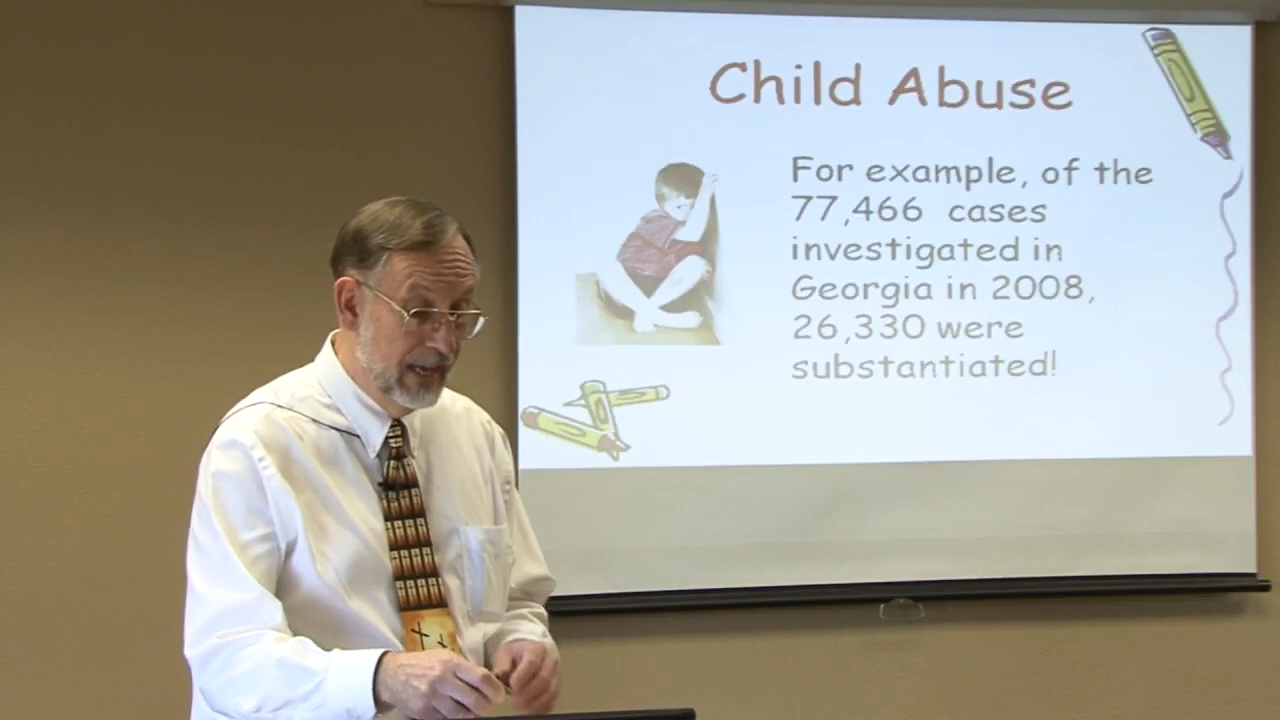 Child Abuse
For example, of the
77,466 cases
investigated in
Georgia in 2008,
26,330 were
substantiated!